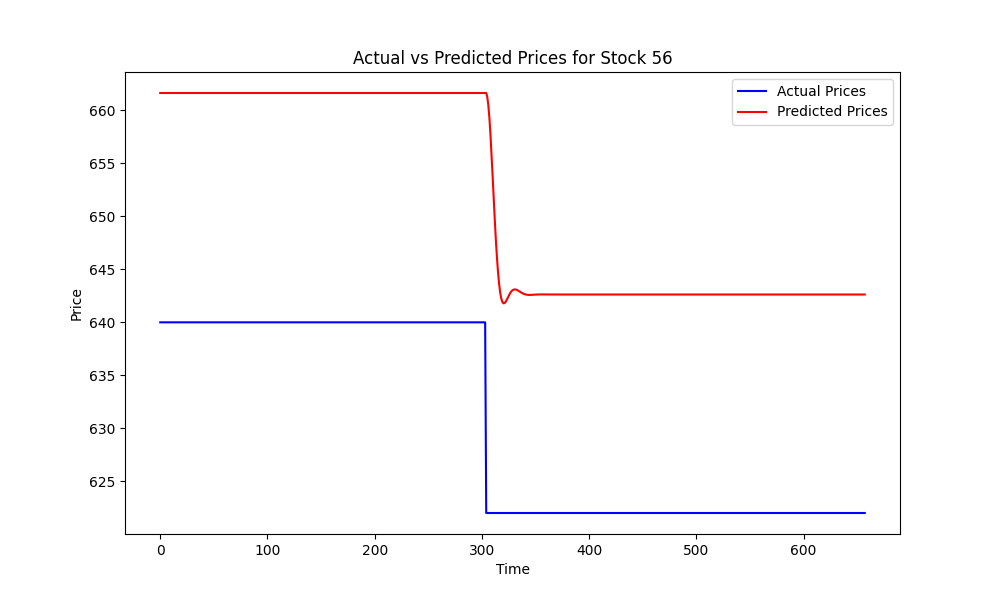 Actual vs Predicted Prices for Stock 56
Actual Prices
Predicted Prices
660
655
650
645
640
635
630
625
Price
0 100 200 300 400 500 600
Time